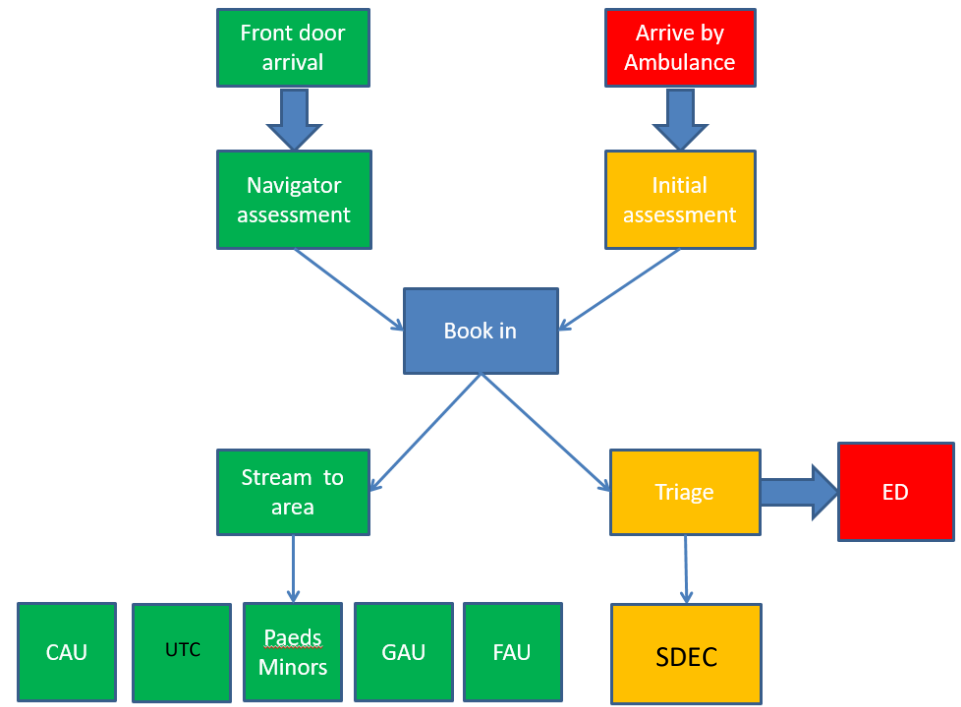 Front door
arrival
Arrive by
Ambulance
Navigator
assessment
Initial
assessment
Book in
Stream to
area
Triage
ED
CAU
UTC
Paeds
Minors
GAU
FAU
SDEC